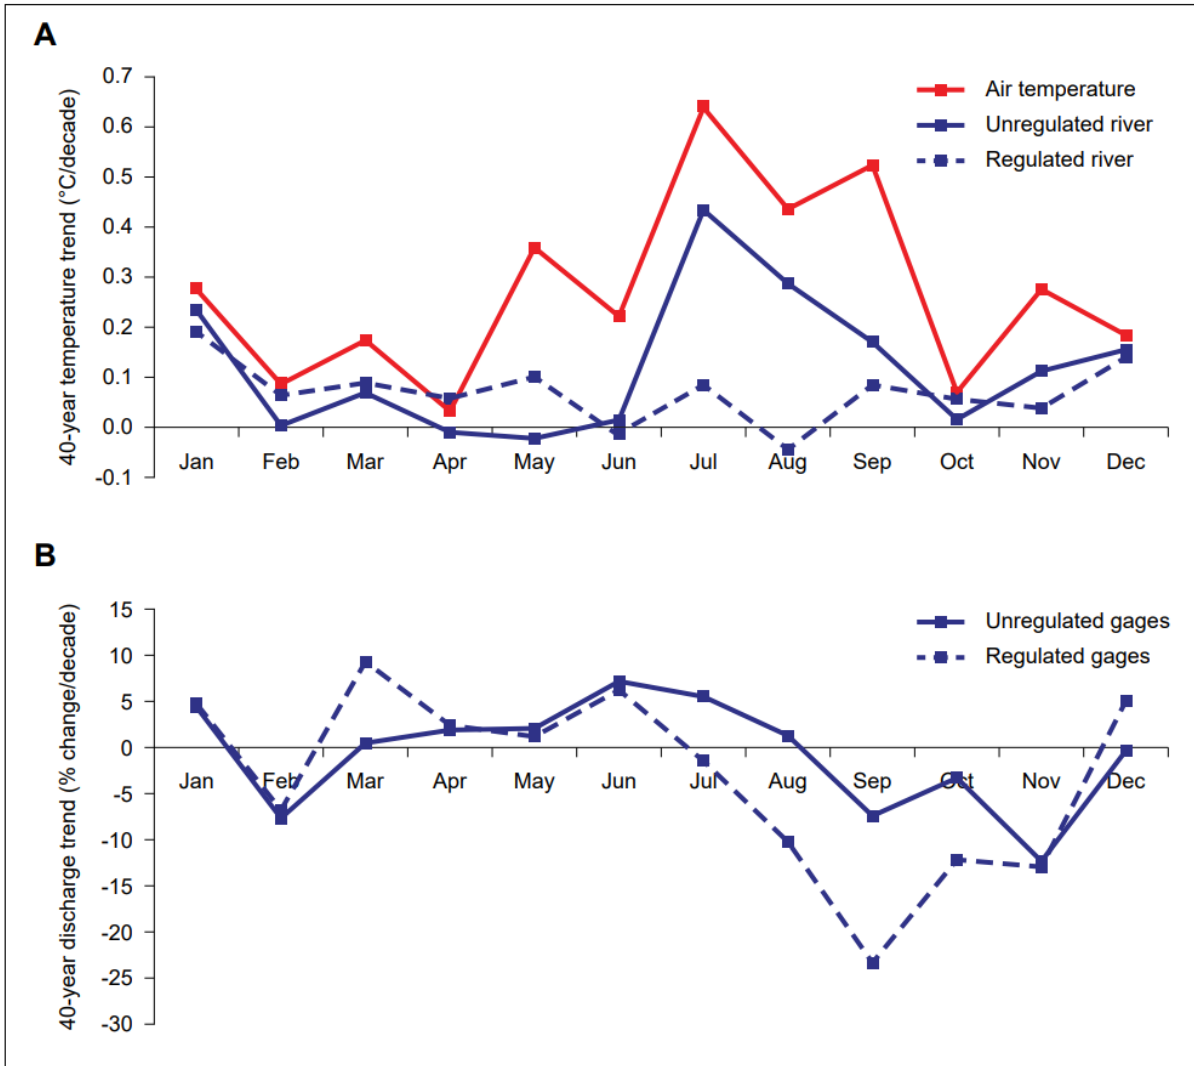 A
40-year temperature trend (°C/decade)
0.7
0.6
0.5
0.4
0.3
0.2
0.1
0.0
-0.1
Air temperature
Unregulated river
Regulated river
Jan Feb Mar Apr May Jun Jul Aug Sep Oct Nov Dec
B
40-year discharge trend (% change/decade)
15
10
5
0
-5
-10
-15
-20
-25
-30
Unregulated gages
Regulated gages
Jan Feb Mar Apr May Jun Jul Aug Sep Oct Nov Dec